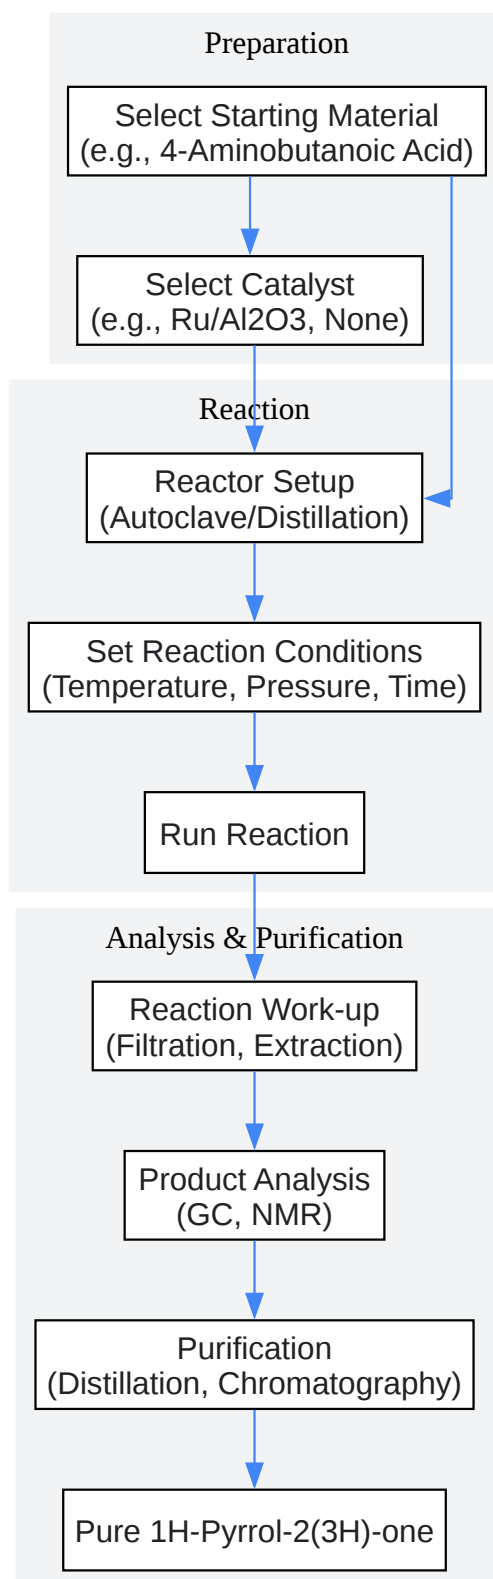 Preparation
Select Starting Material
(e.g., 4-Aminobutanoic Acid)
Select Catalyst
(e.g., Ru/Al2O3, None)
Reaction
Reactor Setup
(Autoclave/Distillation)
Set Reaction Conditions
(Temperature, Pressure, Time)
Run Reaction
Analysis & Purification
Reaction Work-up
(Filtration, Extraction)
Product Analysis
(GC, NMR)
Purification
(Distillation, Chromatography)
Pure 1H-Pyrrol-2(3H)-one